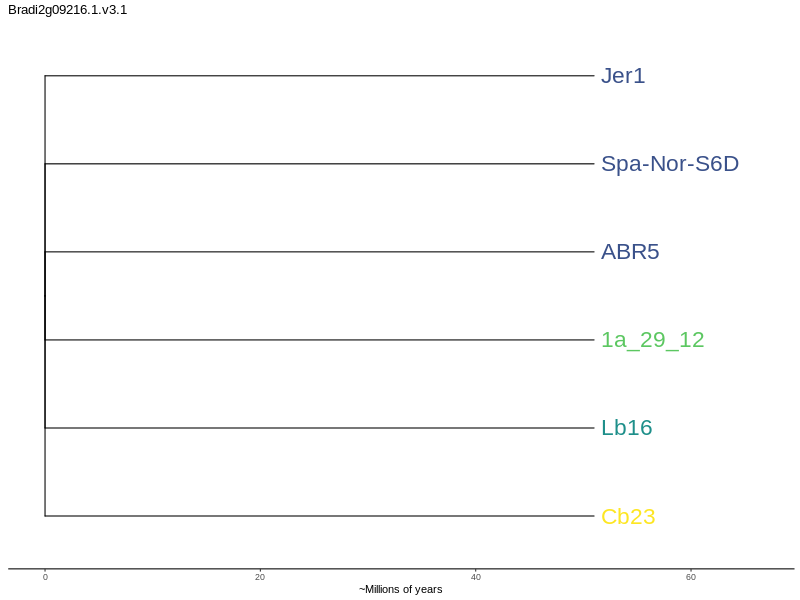 Bradi2g09216.1.v3.1
Jer1
Spa-Nor-S6D
ABR5
1a_29_12
Lb16
Cb23
0 20 40 60
~Millions of years